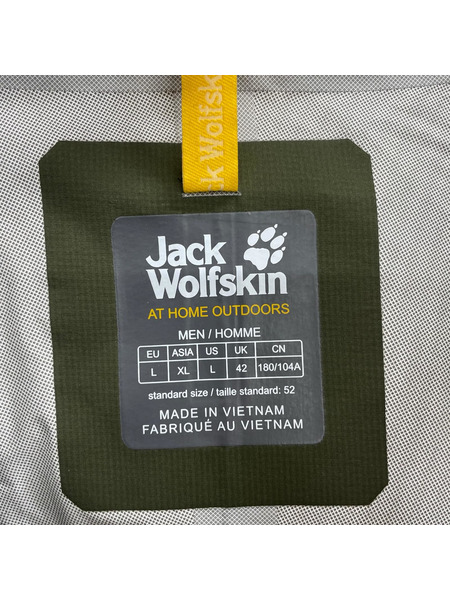 Jack Wolfsk
Jack
Wolfskin
AT HOME OUTDOORS
MEN / HOMME
EU ASIA US UK CN
L XL L 42 180/104A
standard size / taille standard: 52
MADE IN VIETNAM
FABRIQUÉ AU VIETNAM